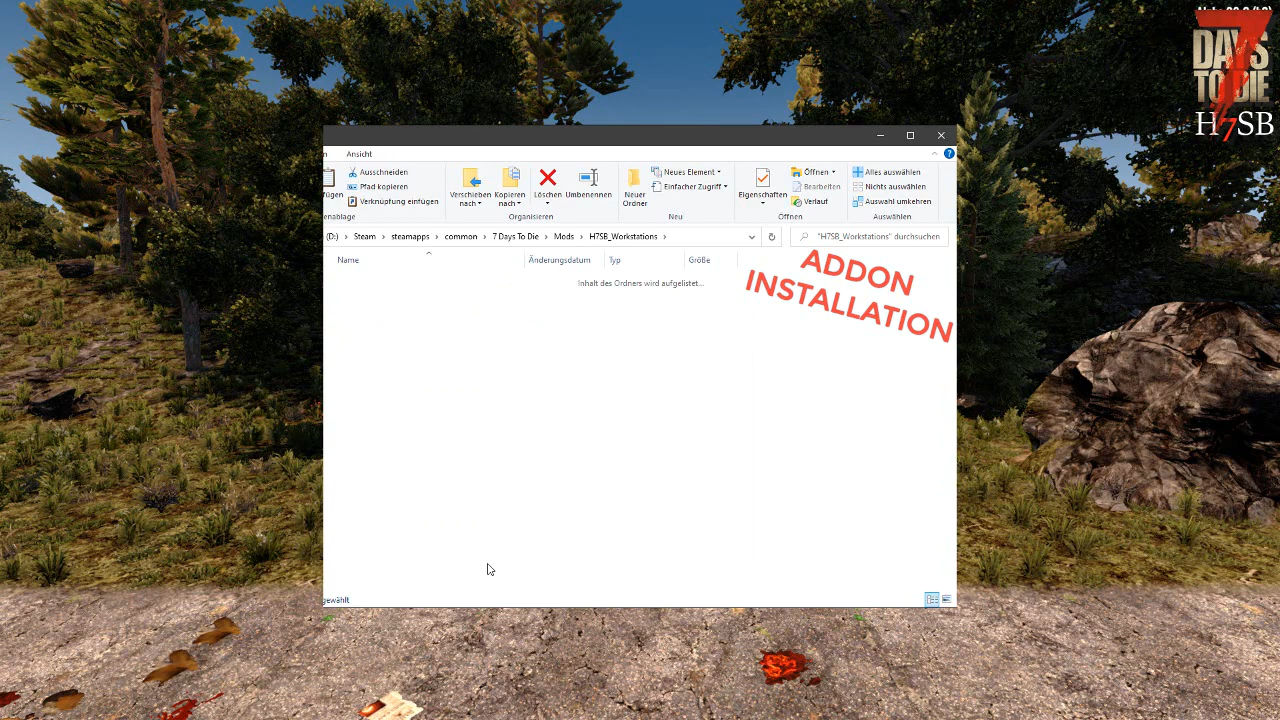 7
DAYS
TO DIE
H7SB
n
Ansicht
fügen
Ausschneiden
Pfad kopieren
Verknüpfung einfügen
enablage
Verschieben
nach
Kopieren
nach
Löschen
Umbenennen
Organisieren
Neuer
Ordner
Neues Element
Einfacher Zugriff
Neu
Eigenschaften
Öffnen
Bearbeiten
Verlauf
Öffnen
Alles auswählen
Nichts auswählen
Auswahl umkehren
Auswählen
(D:) › Steam › steamapps › common › 7 Days To Die › Mods › H7SB_Workstations ›
"H7SB_Workstations" durchsuchen
Name Änderungsdatum Typ Größe
Inhalt des Ordners wird aufgelistet...
ADDON
INSTALLATION
gewählt